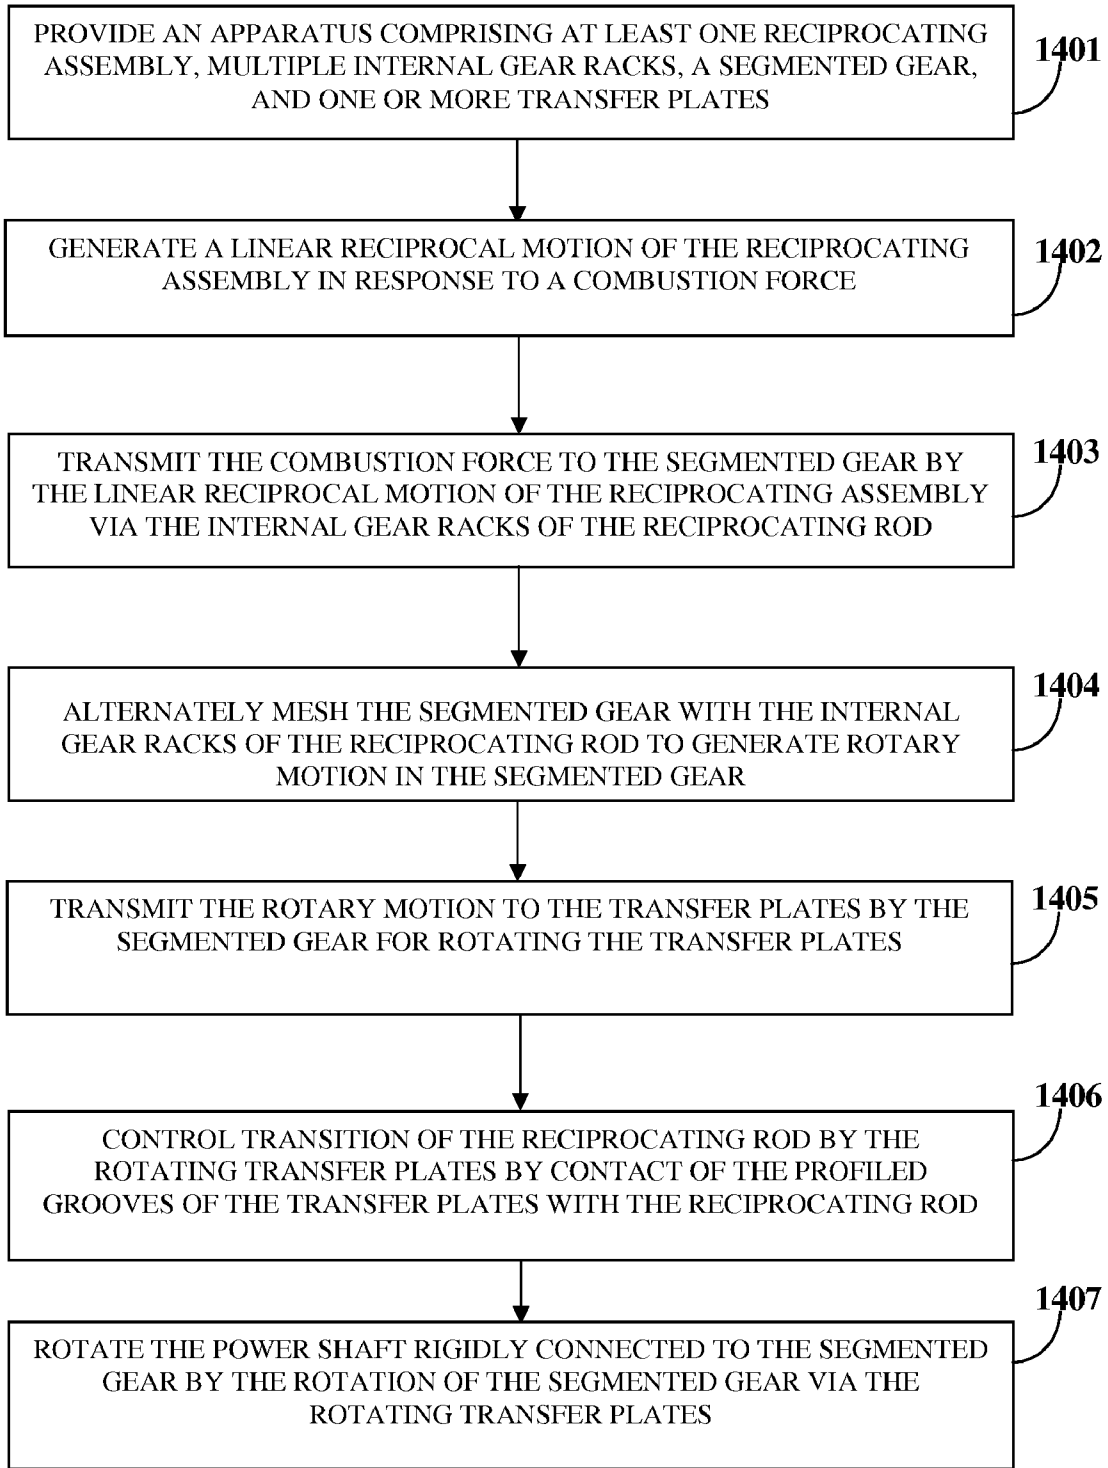 PROVIDE AN APPARATUS COMPRISING AT LEAST ONE RECIPROCATING
ASSEMBLY, MULTIPLE INTERNAL GEAR RACKS, A SEGMENTED GEAR,
AND ONE OR MORE TRANSFER PLATES
1401
GENERATE A LINEAR RECIPROCAL MOTION OF THE RECIPROCATING
ASSEMBLY IN RESPONSE TO A COMBUSTION FORCE
1402
TRANSMIT THE COMBUSTION FORCE TO THE SEGMENTED GEAR BY
THE LINEAR RECIPROCAL MOTION OF THE RECIPROCATING ASSEMBLY
VIA THE INTERNAL GEAR RACKS OF THE RECIPROCATING ROD
1403
ALTERNATELY MESH THE SEGMENTED GEAR WITH THE INTERNAL
GEAR RACKS OF THE RECIPROCATING ROD TO GENERATE ROTARY
MOTION IN THE SEGMENTED GEAR
1404
TRANSMIT THE ROTARY MOTION TO THE TRANSFER PLATES BY THE
SEGMENTED GEAR FOR ROTATING THE TRANSFER PLATES
1405
CONTROL TRANSITION OF THE RECIPROCATING ROD BY THE
ROTATING TRANSFER PLATES BY CONTACT OF THE PROFILED
GROOVES OF THE TRANSFER PLATES WITH THE RECIPROCATING ROD
1406
ROTATE THE POWER SHAFT RIGIDLY CONNECTED TO THE SEGMENTED
GEAR BY THE ROTATION OF THE SEGMENTED GEAR VIA THE
ROTATING TRANSFER PLATES
1407